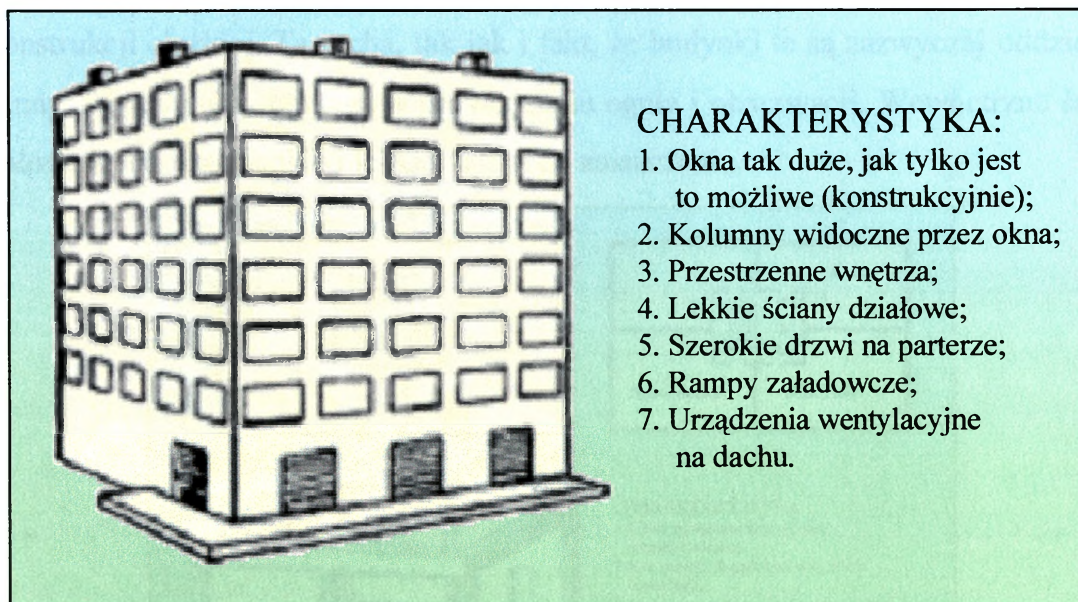 CHARAKTERYSTYKA:
1. Okna tak duże, jak tylko jest
to możliwe (konstrukcyjnie);
2. Kolumny widoczne przez okna;
3. Przestrzenne wnętrza;
4. Lekkie ściany działowe;
5. Szerokie drzwi na parterze;
6. Rampy załadowcze;
7. Urządzenia wentylacyjne
na dachu.